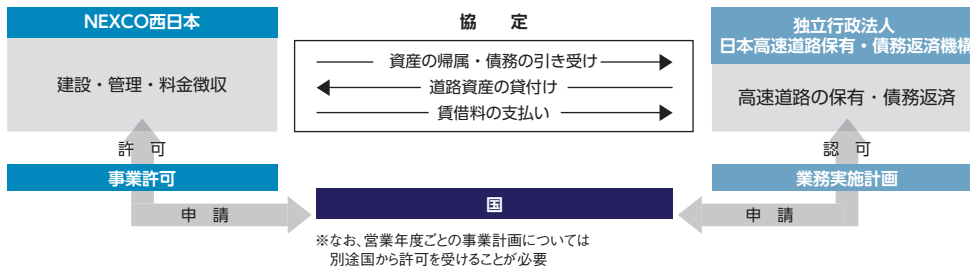 NEXCO西日本
建設・管理・料金徴収
協 定
資産の帰属・債務の引き受け
道路資産の貸付け
賃借料の支払い
独立行政法人
日本高速道路保有・債務返済機構
高速道路の保有・債務返済
許 可
事業許可
申 請
国
認 可
業務実施計画
申 請
※なお、営業年度ごとの事業計画については
別途国から許可を受けることが必要